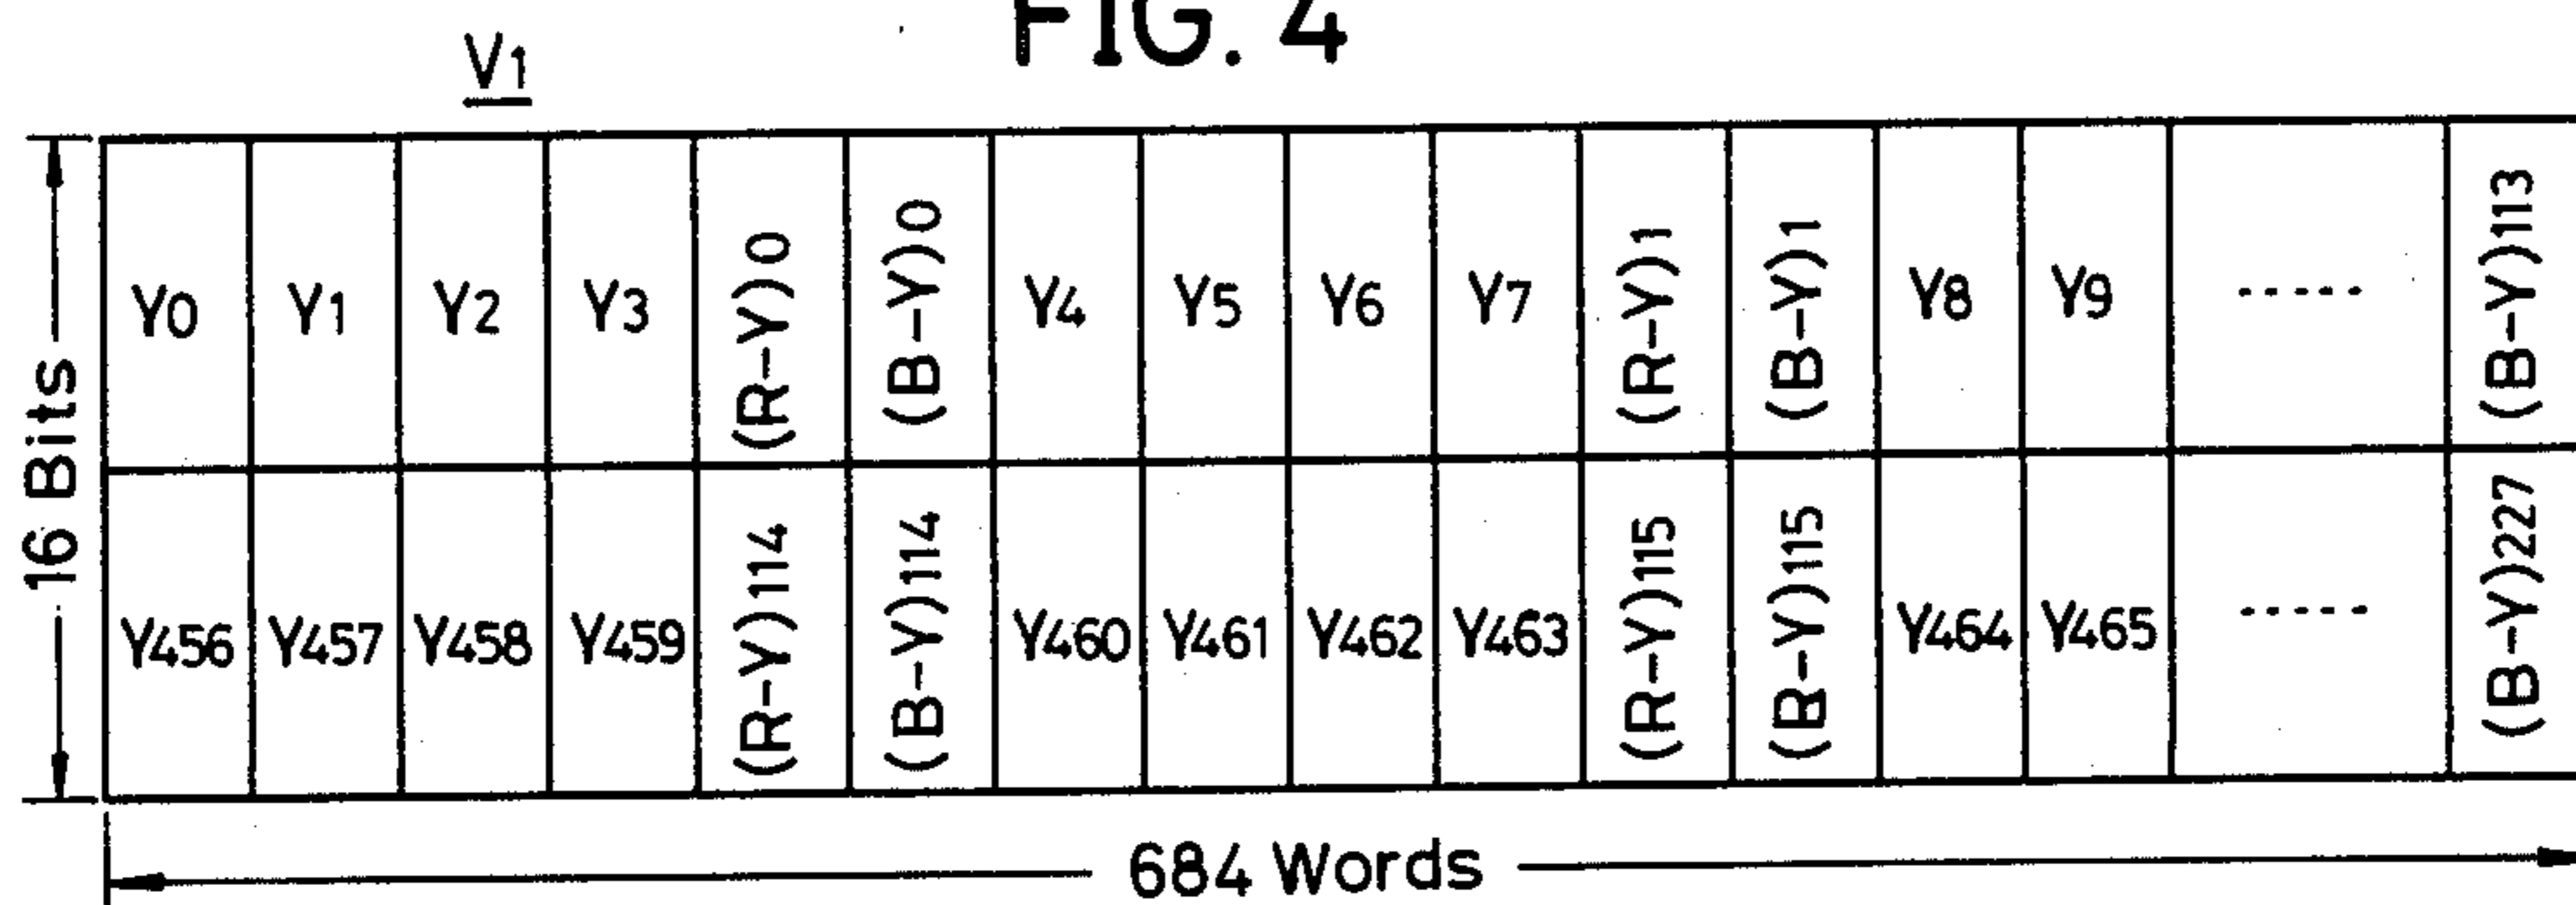 FIG. 4
V1
16 Bits
Y0 Y1 Y2 Y3 (R-Y)0 (B-Y)0 Y4 Y5 Y6 Y7 (R-Y)1 (B-Y)1 Y8 Y9 ----- (B-Y)113
Y456 Y457 Y458 Y459 (R-Y)114 (B-Y)114 Y460 Y461 Y462 Y463 (R-Y)115 (B-Y)115 Y464 Y465 ----- (B-Y)227
684 Words